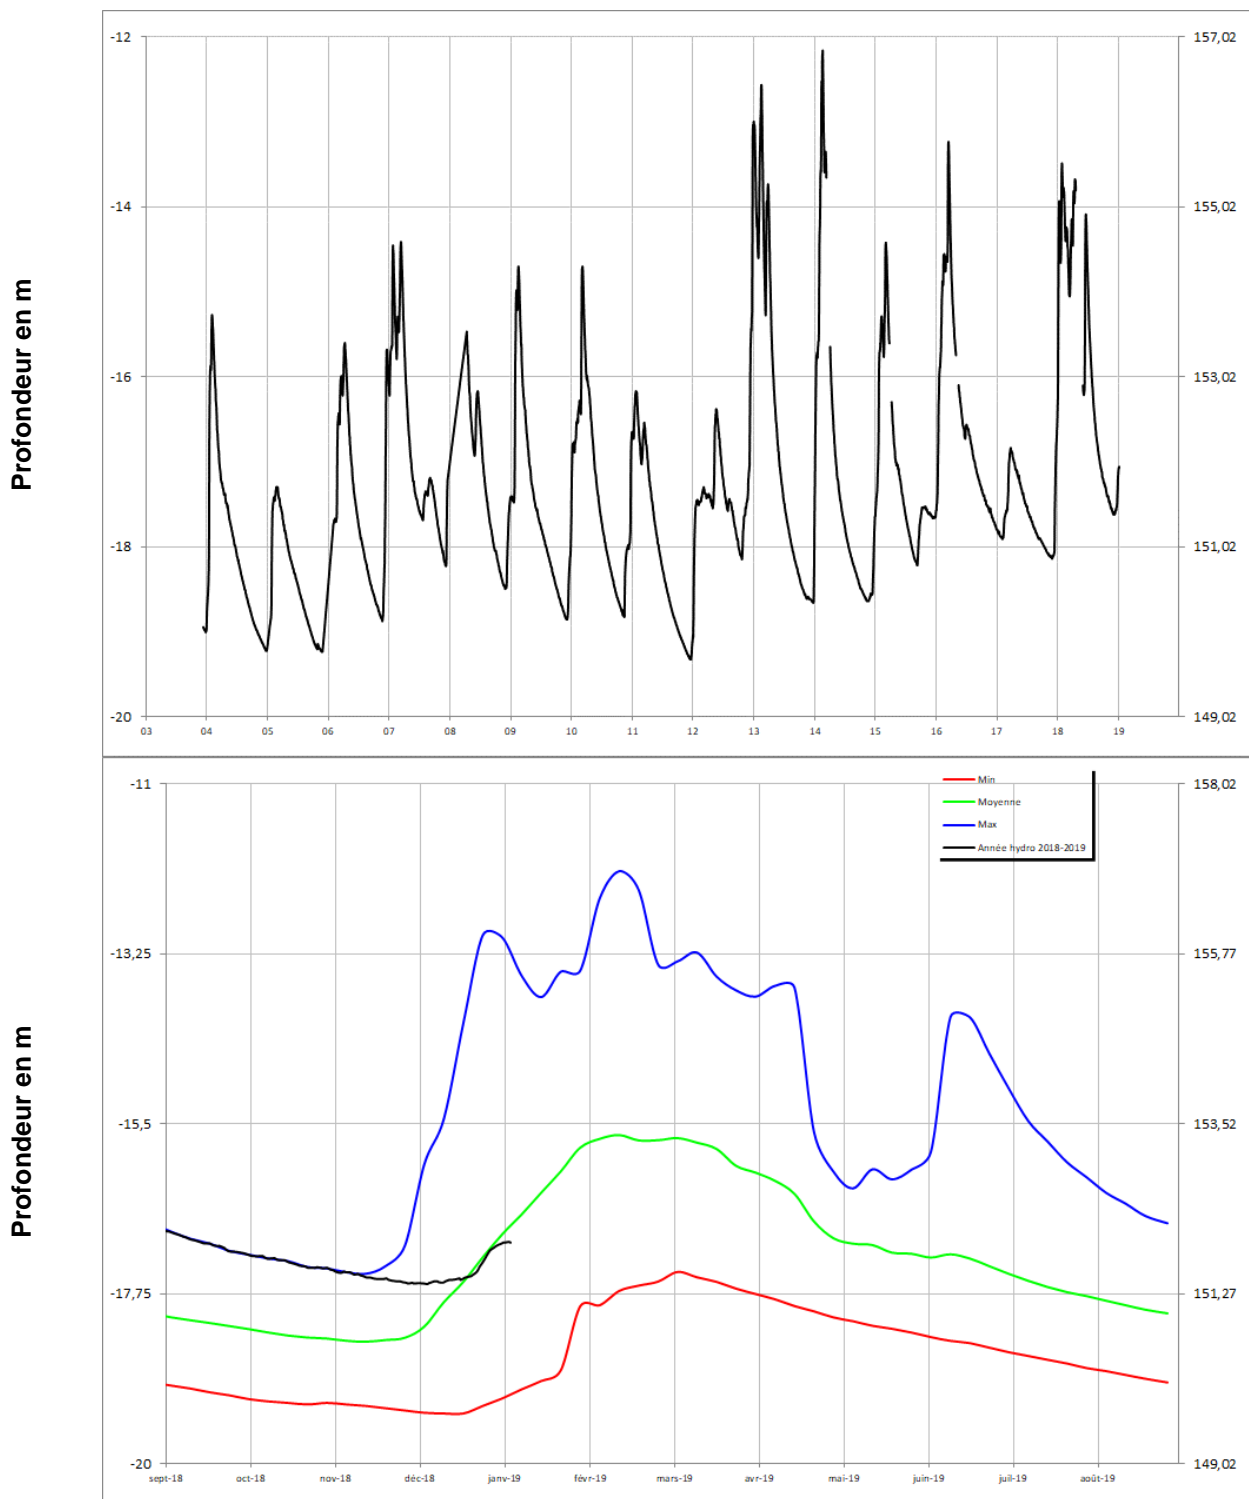 Profondeur en m
-12
-14
-16
-18
-20
157,02
155,02
153,02
151,02
149,02
03 04 05 06 07 08 09 10 11 12 13 14 15 16 17 18 19
Profondeur en m
-11
-13,25
-15,5
-17,75
-20
158,02
155,77
153,52
151,27
149,02
Min
Moyenne
Max
Année hydro 2018-2019
sept-18 oct-18 nov-18 déc-18 janv-19 févr-19 mars-19 avr-19 mai-19 juin-19 juil-19 août-19